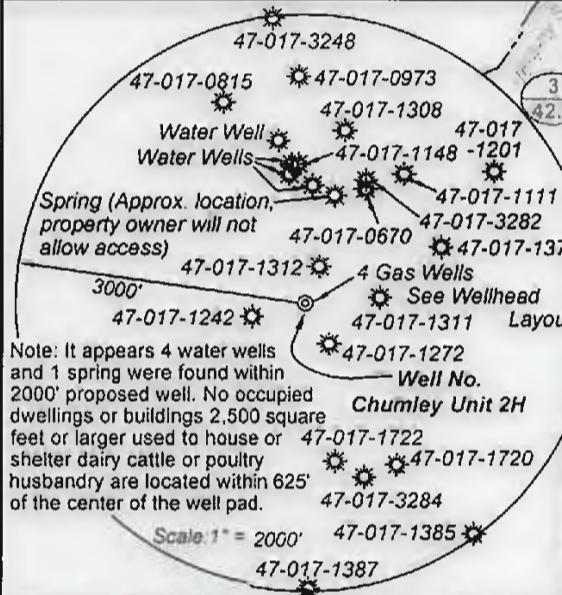 47-017-3248
47-017-0815
47-017-0973
3
42.
47-017-1308
Water Well
47-017
-1201
Water Wells
47-017-1148
47-017-1111
Spring (Approx. location,
property owner will not
allow access)
47-017-3282
47-017-0670
47-017-137
47-017-1312
4 Gas Wells
3000'
See Wellhead
Layou
47-017-1242
47-017-1311
47-017-1272
Note: It appears 4 water wells
and 1 spring were found within
2000' proposed well. No occupied
dwellings or buildings 2,500 square
feet or larger used to house or
shelter dairy cattle or poultry
husbandry are located within 625'
of the center of the well pad.
Well No.
Chumley Unit 2H
47-017-1722
47-017-1720
47-017-3284
Scale: 1" = 2000'
47-017-1385
47-017-1387